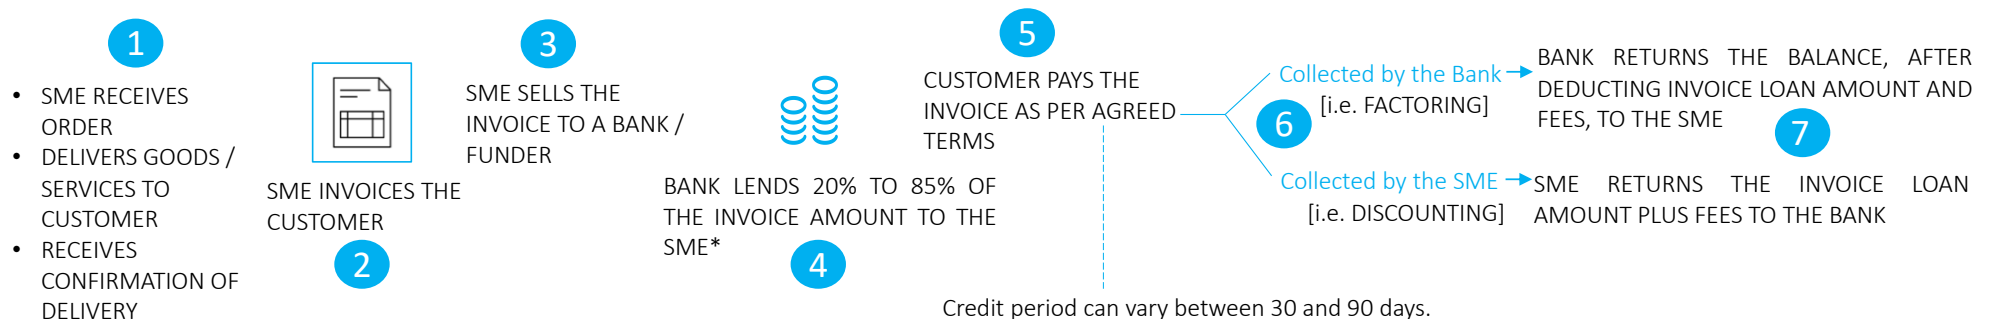 1
• SME RECEIVES
ORDER
• DELIVERS GOODS /
SERVICES TO
CUSTOMER
• RECEIVES
CONFIRMATION OF
DELIVERY
SME INVOICES THE
CUSTOMER
2
3
SME SELLS THE
INVOICE TO A BANK /
FUNDER
BANK LENDS 20% TO 85% OF
THE INVOICE AMOUNT TO THE
SME*
4
5
CUSTOMER PAYS THE
INVOICE AS PER AGREED
TERMS
Credit period can vary between 30 and 90 days.
6
Collected by the Bank
[i.e. FACTORING]
BANK RETURNS THE BALANCE, AFTER
DEDUCTING INVOICE LOAN AMOUNT AND
FEES, TO THE SME
7
Collected by the SME
[i.e. DISCOUNTING]
SME RETURNS THE INVOICE LOAN
AMOUNT PLUS FEES TO THE BANK